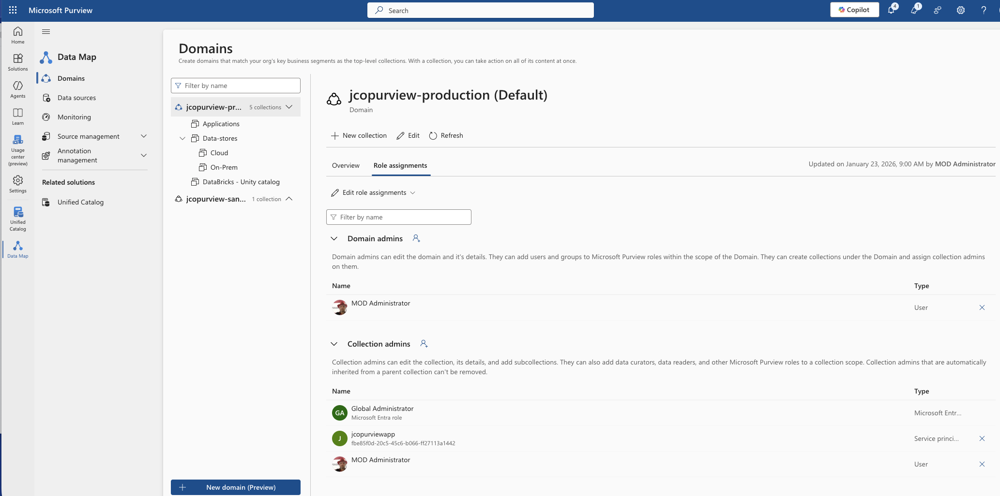 Microsoft Purview
Search
Copilot
4
1
Home
Solutions
Agents
Learn
Usage
center
(preview)
Settings
Unified
Catalog
Data Map
Data Map
Domains
Data sources
Monitoring
Source management
Annotation
management
Related solutions
Unified Catalog
Domains
Create domains that match your org's key business segments as the top-level collections. With a collection, you can take action on all of its content at once.
Filter by name
jcopurview-pr... 5 collections
Applications
Data-stores
Cloud
On-Prem
DataBricks - Unity catalog
jcopurview-san... 1 collection
New domain (Preview)
jcopurview-production (Default)
Domain
New collection Edit Refresh
Overview Role assignments
Updated on January 23, 2026, 9:00 AM by MOD Administrator
Edit role assignments
Filter by name
Domain admins
Domain admins can edit the domain and it's details. They can add users and groups to Microsoft Purview roles within the scope of the Domain. They can create collections under the Domain and assign collection admins
on them.
Name Type
MOD Administrator
User
Collection admins
Collection admins can edit the collection, its details, and add subcollections. They can also add data curators, data readers, and other Microsoft Purview roles to a collection scope. Collection admins that are automatically
inherited from a parent collection can't be removed.
Name Type
GA
Global Administrator
Microsoft Entra role
Microsoft Entr...
J
jcopurviewapp
fbe85f0d-20c5-45c6-b066-ff27113a1442
Service princi...
MOD Administrator
User